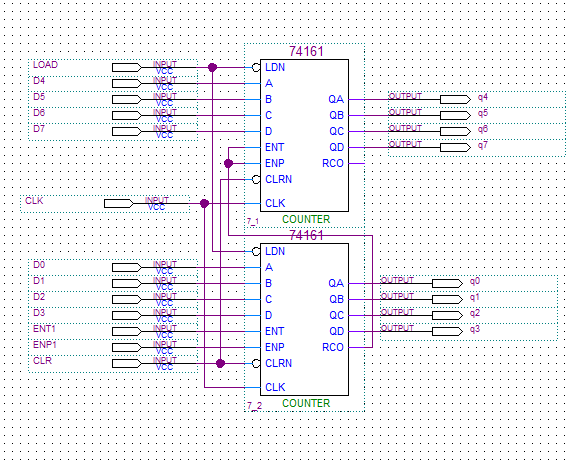 74161
LOAD INPUT VCC LDN
D4 INPUT VCC A
D5 INPUT VCC B QA OUTPUT q4
D6 INPUT VCC C QB OUTPUT q5
D7 INPUT VCC D QC OUTPUT q6
ENT QD OUTPUT q7
ENP RCO
CLRN
CLK INPUT VCC CLK
7_1 COUNTER
74161
LDN
D0 INPUT VCC A
D1 INPUT VCC B QA OUTPUT q0
D2 INPUT VCC C QB OUTPUT q1
D3 INPUT VCC D QC OUTPUT q2
ENT1 INPUT VCC ENT QD OUTPUT q3
ENP1 INPUT VCC ENP RCO
CLR INPUT VCC CLRN
CLK
7_2 COUNTER